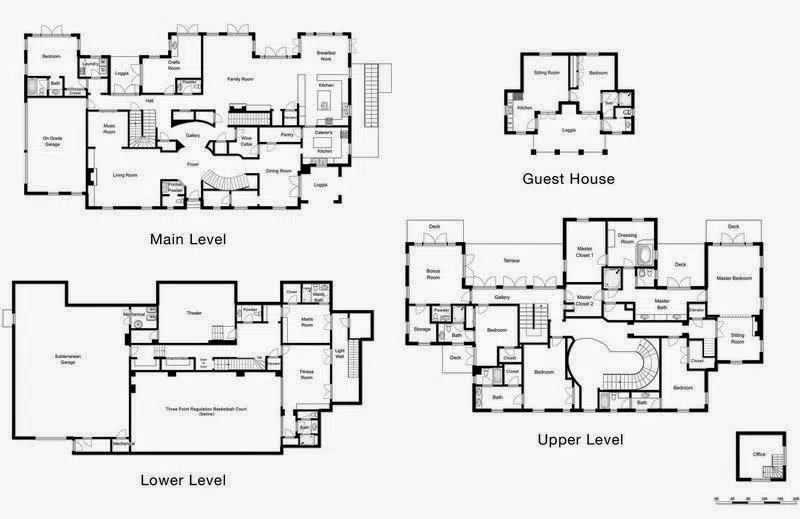 Bedroom
Laundry
Bath
Closet
Loggia
Crafts
Room
Powder
Family Room
Breakfast
Nook
Kitchen
Hall
On Grade
Garage
Music
Room
Gallery
Wine
Cellar
Pantry
Caterer's
Kitchen
Living Room
Foyer
Formal
Powder
Dining Room
Loggia
Main Level
Sitting Room
Bedroom
Kitchen
Bath
Loggia
Guest House
Subterranean
Garage
Mechanical
Theater
Powder
Closet
Maids
Bath
Maids
Room
Light
Well
Fitness
Room
Three Point Regulation Basketball Court
(below)
Mechanical
Bath
Lower Level
Deck
Bonus
Room
Terrace
Master
Closet 1
Dressing
Room
Deck
Deck
Master Bedroom
Gallery
Master
Closet 2
Master
Bath
Elevator
Storage
Powder
Bath
Bedroom
Sitting
Room
Deck
Closet
Closet
Closet
Bath
Bedroom
Bath
Bath
Bedroom
Upper Level
Office